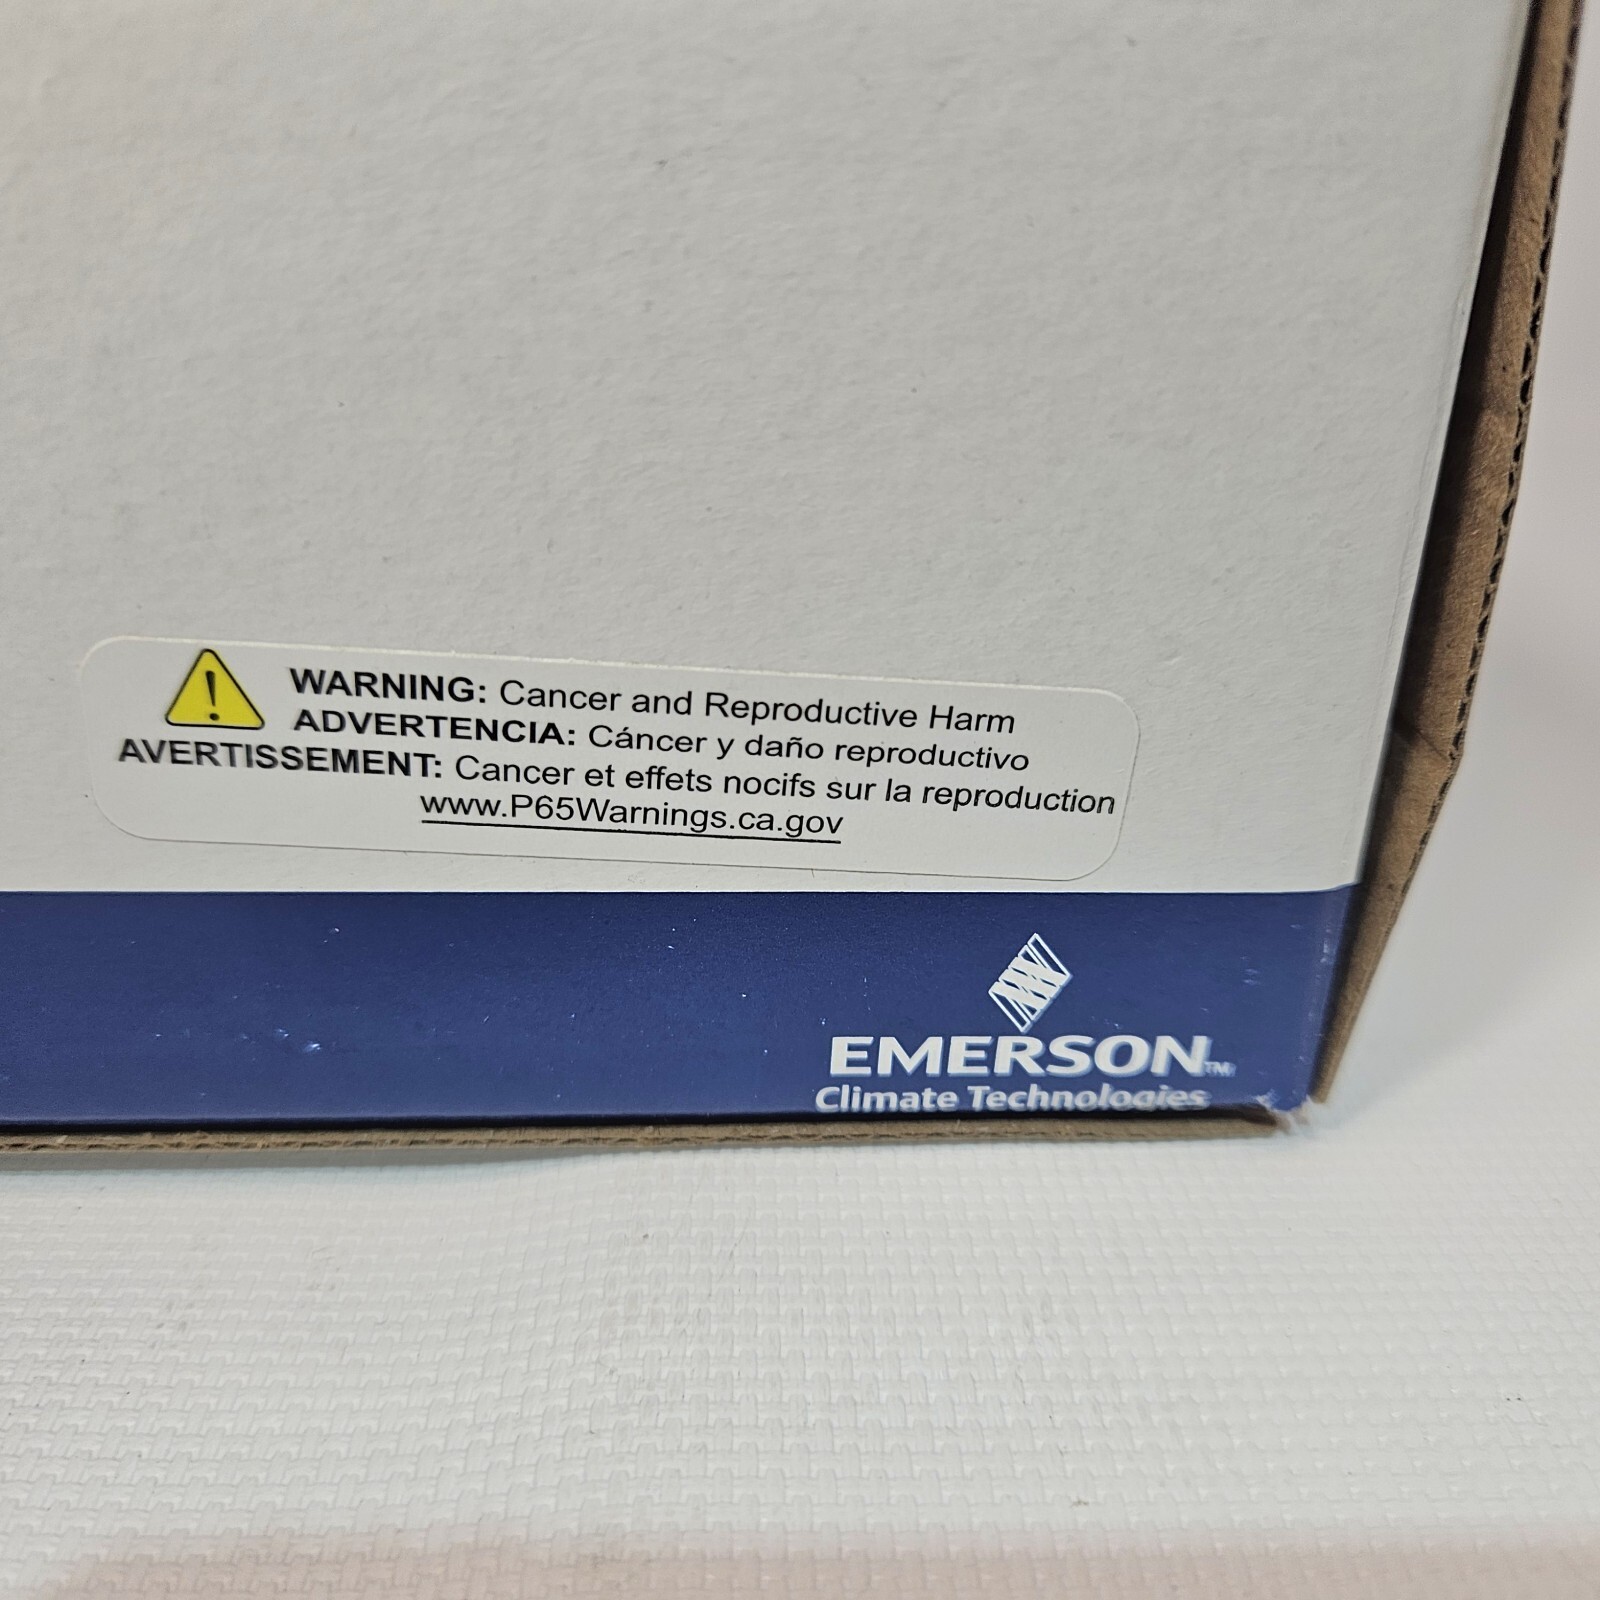 WARNING: Cancer and Reproductive Harm
ADVERTENCIA: Cáncer y daño reproductivo
AVERTISSEMENT: Cancer et effets nocifs sur la reproduction
www.P65Warnings.ca.gov
EMERSON™
Climate Technologies